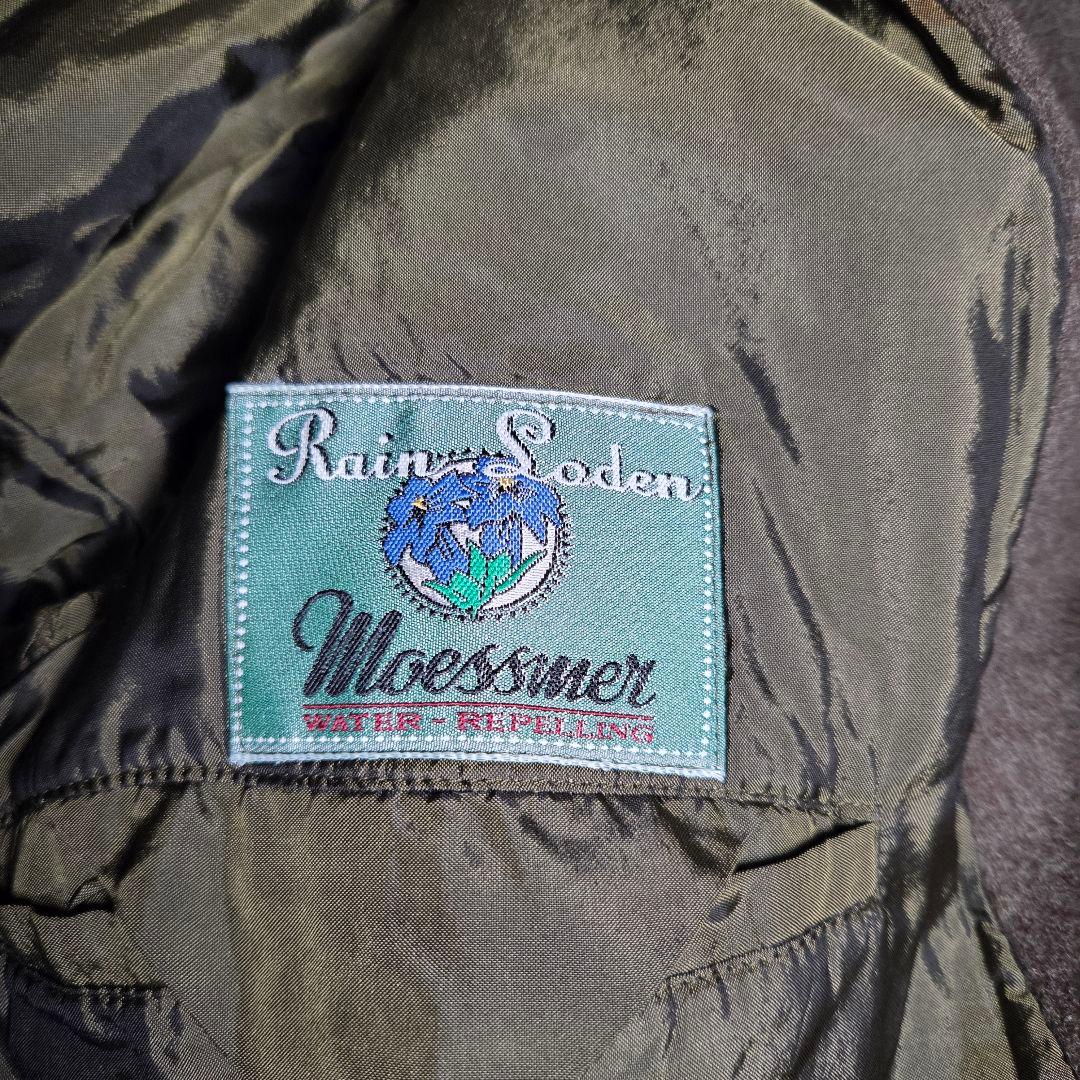 Rain-Loden
Moessmer
WATER - REPELLING